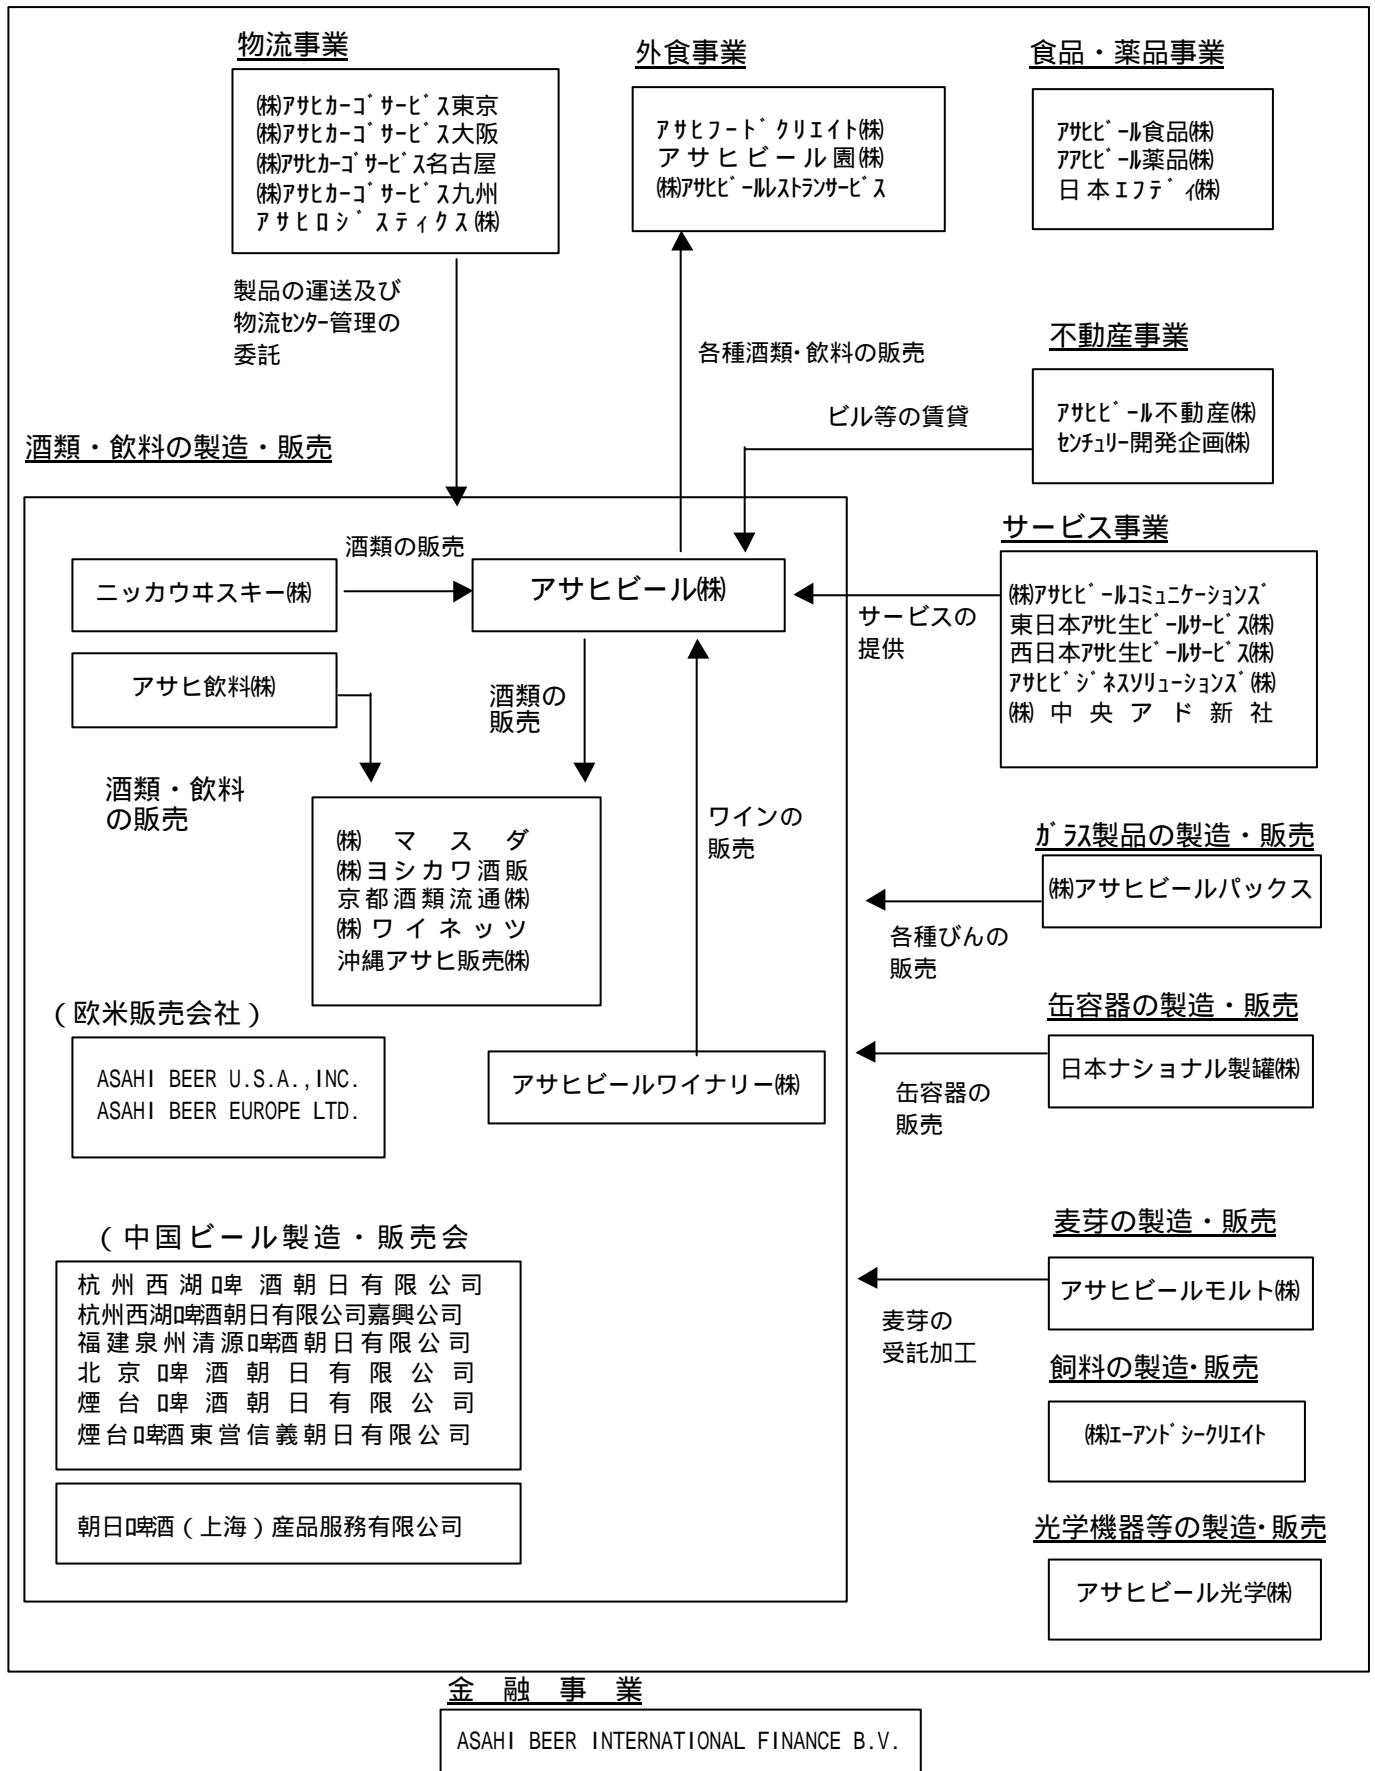 物流事業
㈱アサヒカーゴサービス東京
㈱アサヒカーゴサービス大阪
㈱アサヒカーゴサービス名古屋
㈱アサヒカーゴサービス九州
アサヒロジスティクス㈱
製品の運送及び
物流センター管理の
委託
外食事業
アサヒフードクリエイト㈱
アサヒビール園㈱
㈱アサヒビールレストランサービス
各種酒類・飲料の販売
食品・薬品事業
アサヒビール食品㈱
アアヒビール薬品㈱
日本エフディ㈱
不動産事業
アサヒビール不動産㈱
センチュリー開発企画㈱
ビル等の賃貸
酒類・飲料の製造・販売
ニッカウヰスキー㈱
酒類の販売
アサヒビール㈱
アサヒ飲料㈱
酒類・飲料
の販売
酒類の
販売
㈱マスダ
㈱ヨシカワ酒販
京都酒類流通㈱
㈱ワイネッツ
沖縄アサヒ販売㈱
ワインの
販売
アサヒビールワイナリー㈱
(欧米販売会社)
ASAHI BEER U.S.A.,INC.
ASAHI BEER EUROPE LTD.
(中国ビール製造・販売会
杭州西湖啤酒朝日有限公司
杭州西湖啤酒朝日有限公司嘉興公司
福建泉州清源啤酒朝日有限公司
北京啤酒朝日有限公司
煙台啤酒朝日有限公司
煙台啤酒東営信義朝日有限公司
朝日啤酒(上海)産品服務有限公司
サービス事業
㈱アサヒビールコミュニケーションズ
東日本アサヒ生ビールサービス㈱
西日本アサヒ生ビールサービス㈱
アサヒビジネスソリューションズ㈱
㈱中央アド新社
サービスの
提供
ガラス製品の製造・販売
㈱アサヒビールパックス
各種びんの
販売
缶容器の製造・販売
日本ナショナル製罐㈱
缶容器の
販売
麦芽の製造・販売
アサヒビールモルト㈱
麦芽の
受託加工
飼料の製造・販売
㈱エーアンドシークリエイト
光学機器等の製造・販売
アサヒビール光学㈱
金融事業
ASAHI BEER INTERNATIONAL FINANCE B.V.